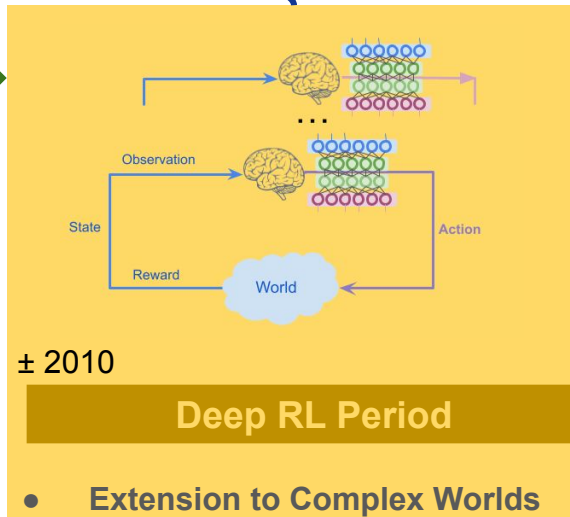 ...
Observation
State
Action
Reward
World
± 2010
Deep RL Period
● Extension to Complex Worlds